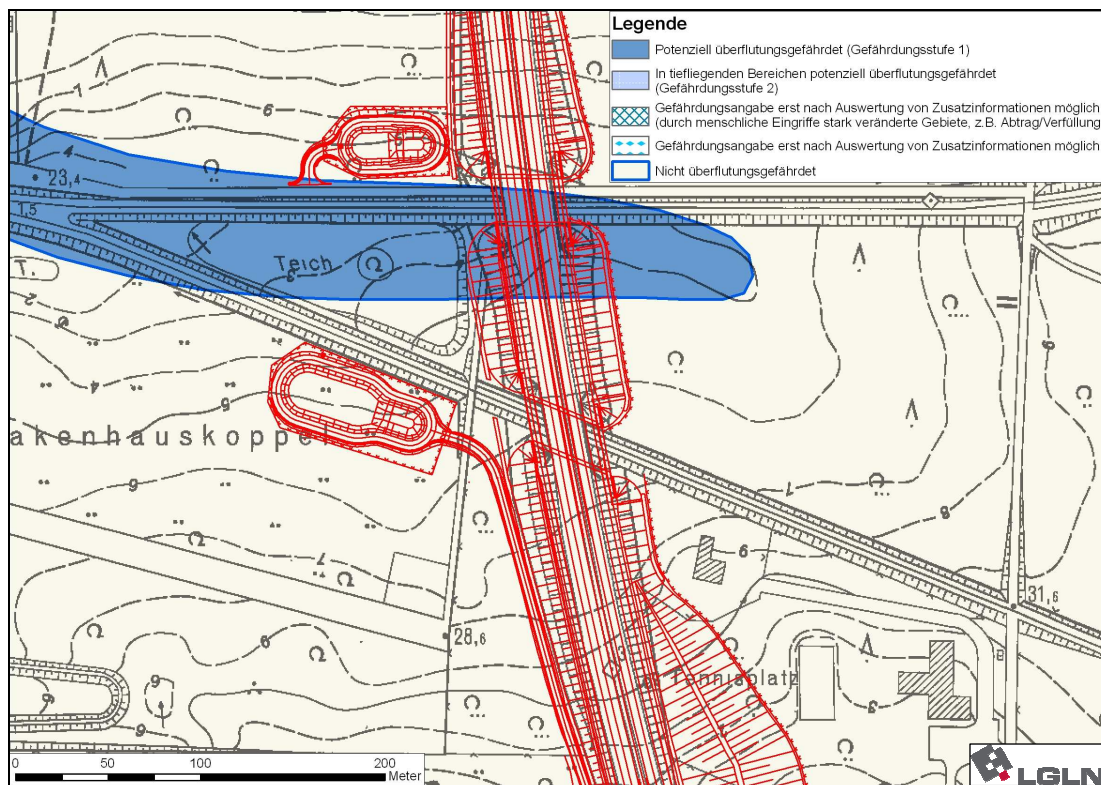 Legende
Potenziell überflutungsgefährdet (Gefährdungsstufe 1)
In tiefliegenden Bereichen potenziell überflutungsgefährdet
(Gefährdungsstufe 2)
Gefährdungsangabe erst nach Auswertung von Zusatzinformationen möglich
(durch menschliche Eingriffe stark veränderte Gebiete, z.B. Abtrag/Verfüllung
Gefährdungsangabe erst nach Auswertung von Zusatzinformationen möglich
Nicht überflutungsgefährdet
23,4
1,5
Teich
T.
akenhauskoppel
28,6
31,6
Tennisplatz
0 50 100 200
Meter
LGLN